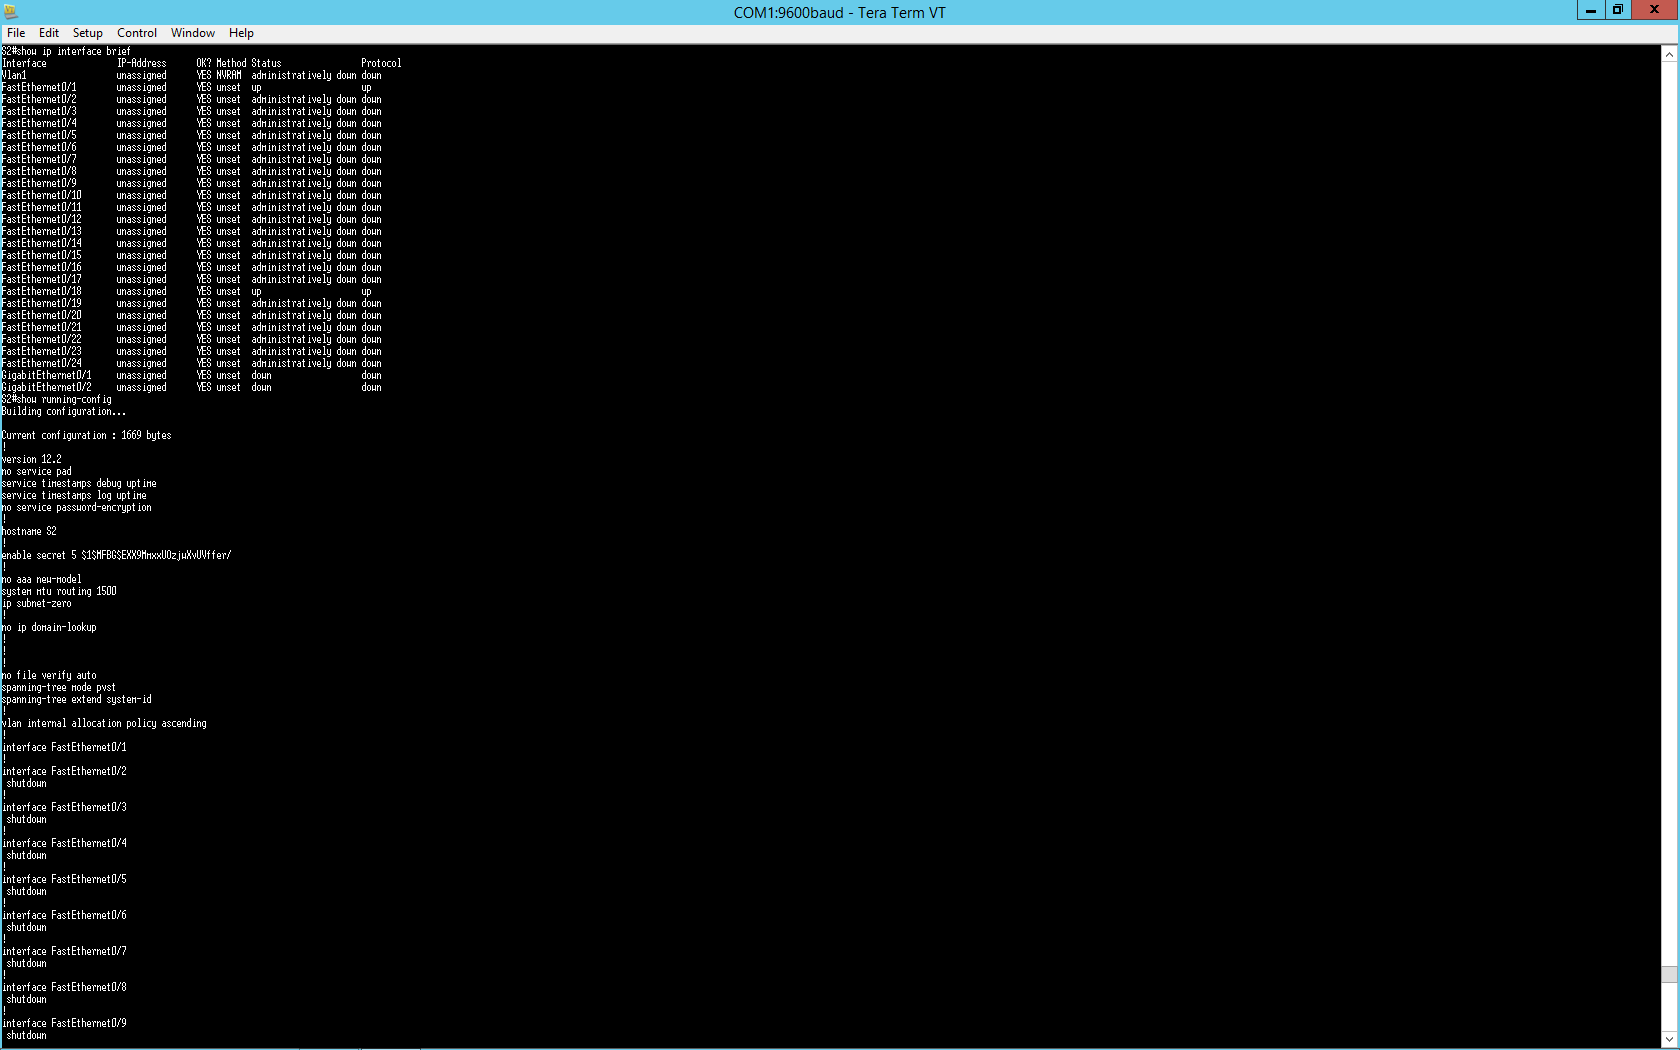 COM1:9600baud - Tera Term VT
File Edit Setup Control Window Help
S2#show ip interface brief
Interface IP-Address OK? Method Status Protocol
Vlan1 unassigned YES NVRAM administratively down down
FastEthernet0/1 unassigned YES unset up up
FastEthernet0/2 unassigned YES unset administratively down down
FastEthernet0/3 unassigned YES unset administratively down down
FastEthernet0/4 unassigned YES unset administratively down down
FastEthernet0/5 unassigned YES unset administratively down down
FastEthernet0/6 unassigned YES unset administratively down down
FastEthernet0/7 unassigned YES unset administratively down down
FastEthernet0/8 unassigned YES unset administratively down down
FastEthernet0/9 unassigned YES unset administratively down down
FastEthernet0/10 unassigned YES unset administratively down down
FastEthernet0/11 unassigned YES unset administratively down down
FastEthernet0/12 unassigned YES unset administratively down down
FastEthernet0/13 unassigned YES unset administratively down down
FastEthernet0/14 unassigned YES unset administratively down down
FastEthernet0/15 unassigned YES unset administratively down down
FastEthernet0/16 unassigned YES unset administratively down down
FastEthernet0/17 unassigned YES unset administratively down down
FastEthernet0/18 unassigned YES unset up up
FastEthernet0/19 unassigned YES unset administratively down down
FastEthernet0/20 unassigned YES unset administratively down down
FastEthernet0/21 unassigned YES unset administratively down down
FastEthernet0/22 unassigned YES unset administratively down down
FastEthernet0/23 unassigned YES unset administratively down down
FastEthernet0/24 unassigned YES unset administratively down down
GigabitEthernet0/1 unassigned YES unset down down
GigabitEthernet0/2 unassigned YES unset down down
S2#show running-config
Building configuration...
Current configuration : 1669 bytes
!
version 12.2
no service pad
service timestamps debug uptime
service timestamps log uptime
no service password-encryption
!
hostname S2
!
enable secret 5
!
no aaa new-model
system mtu routing 1500
ip subnet-zero
!
no ip domain-lookup
!
!
!
no file verify auto
spanning-tree mode pvst
spanning-tree extend system-id
!
vlan internal allocation policy ascending
!
interface FastEthernet0/1
!
interface FastEthernet0/2
shutdown
!
interface FastEthernet0/3
shutdown
!
interface FastEthernet0/4
shutdown
!
interface FastEthernet0/5
shutdown
!
interface FastEthernet0/6
shutdown
!
interface FastEthernet0/7
shutdown
!
interface FastEthernet0/8
shutdown
!
interface FastEthernet0/9
shutdown